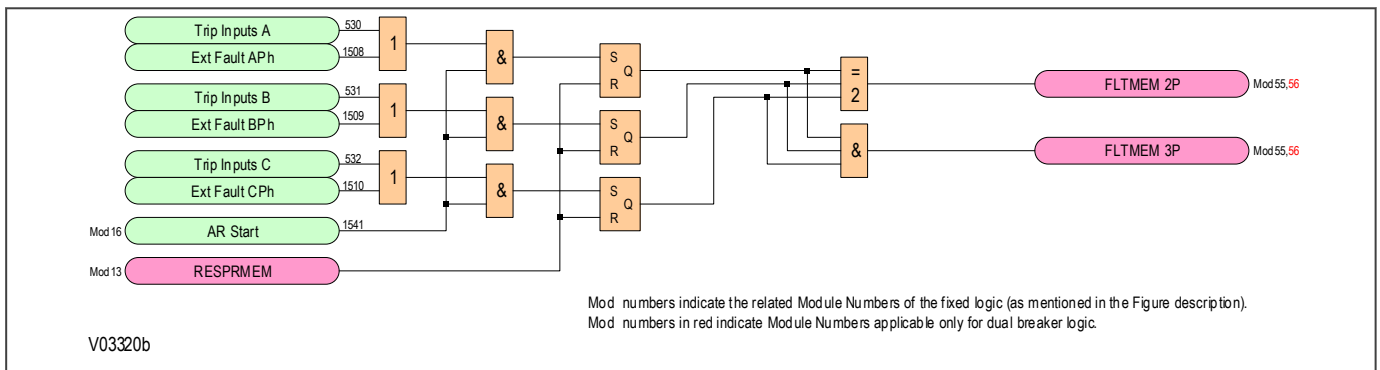 Trip Inputs A 530
Ext Fault APh 1508
1
&
S
Q
R
=
2
FLTMEM 2P Mod 55,56
Trip Inputs B 531
Ext Fault BPh 1509
1
&
S
Q
R
&
FLTMEM 3P Mod 55,56
Trip Inputs C 532
Ext Fault CPh 1510
1
&
S
Q
R
Mod 16 AR Start 1541
Mod 13 RESPRMEM
Mod numbers indicate the related Module Numbers of the fixed logic (as mentioned in the Figure description).
Mod numbers in red indicate Module Numbers applicable only for dual breaker logic.
V03320b